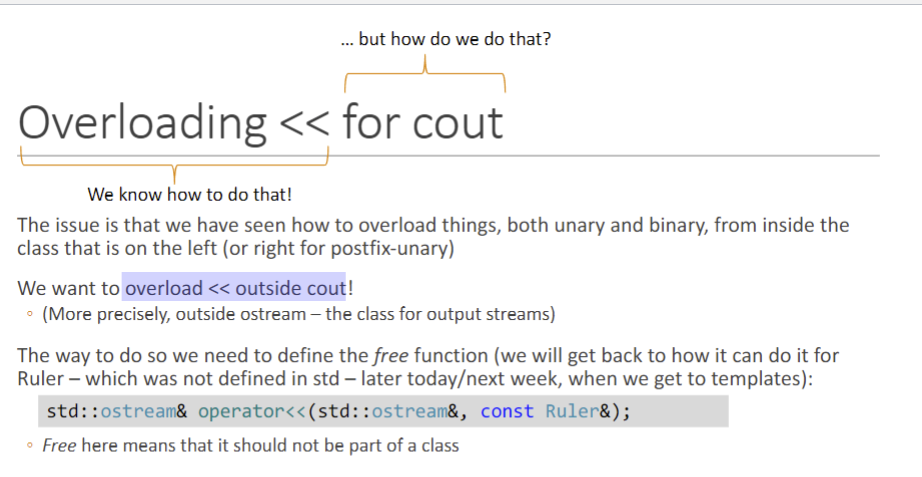 ... but how do we do that?
Overloading << for cout
We know how to do that!
The issue is that we have seen how to overload things, both unary and binary, from inside the
class that is on the left (or right for postfix-unary)
We want to overload << outside cout!
◦ (More precisely, outside ostream – the class for output streams)
The way to do so we need to define the free function (we will get back to how it can do it for
Ruler – which was not defined in std – later today/next week, when we get to templates):
std::ostream& operator<<(std::ostream&, const Ruler&);
◦ Free here means that it should not be part of a class